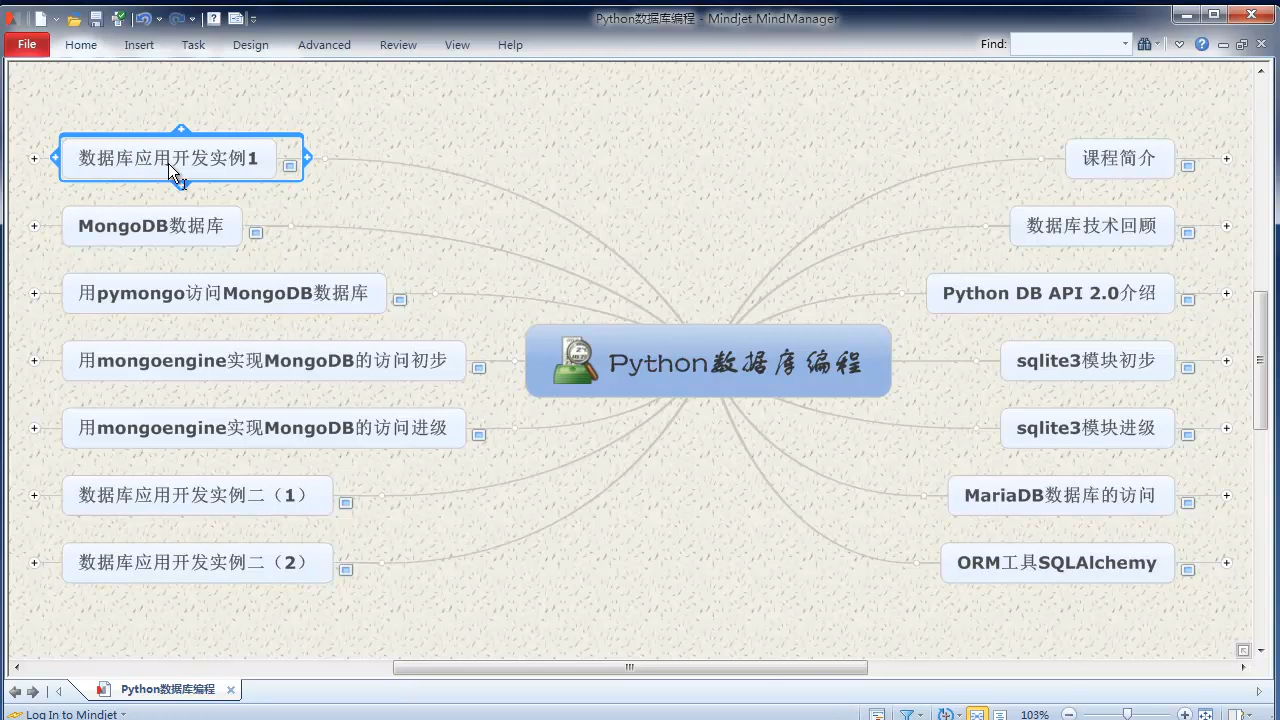 Python数据库编程 - Mindjet MindManager
File Home Insert Task Design Advanced Review View Help Find:
数据库应用开发实例1
MongoDB数据库
用pymongo访问MongoDB数据库
用mongoengine实现MongoDB的访问初步
用mongoengine实现MongoDB的访问进级
数据库应用开发实例二（1）
数据库应用开发实例二（2）
Python数据库编程
课程简介
数据库技术回顾
Python DB API 2.0介绍
sqlite3模块初步
sqlite3模块进级
MariaDB数据库的访问
ORM工具SQLAlchemy
Python数据库编程
Log In to Mindjet 103%